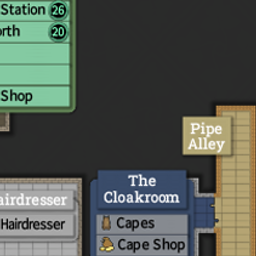 Station 26
orth 20
Shop
Pipe
Alley
The
Cloakroom
airdresser
Capes
Hairdresser
Cape Shop